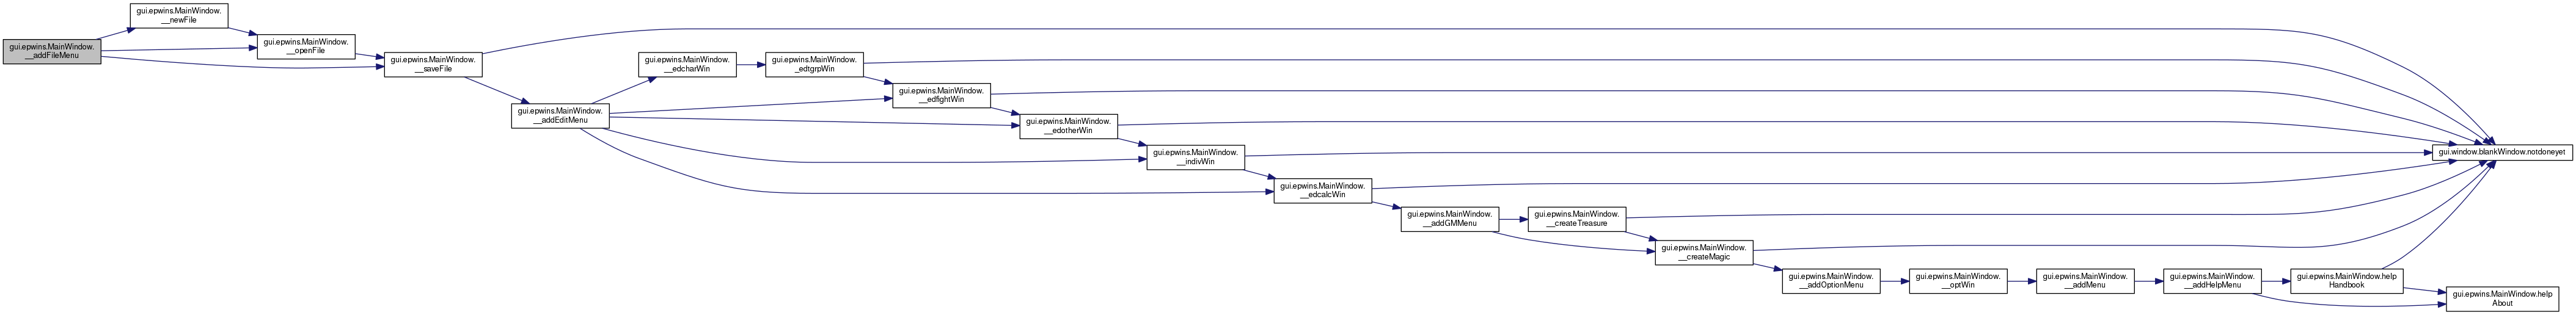 gui.epwins.MainWindow.
__newFile
gui.epwins.MainWindow.
__addFileMenu
gui.epwins.MainWindow.
__openFile
gui.epwins.MainWindow.
__saveFile
gui.epwins.MainWindow.
__edcharWin
gui.epwins.MainWindow.
_edtgrpWin
gui.epwins.MainWindow.
__edfightWin
gui.epwins.MainWindow.
__addEditMenu
gui.epwins.MainWindow.
__edotherWin
gui.epwins.MainWindow.
__indivWin
gui.window.blankWindow.notdoneyet
gui.epwins.MainWindow.
__edcalcWin
gui.epwins.MainWindow.
__addGMMenu
gui.epwins.MainWindow.
__createTreasure
gui.epwins.MainWindow.
__createMagic
gui.epwins.MainWindow.
__addOptionMenu
gui.epwins.MainWindow.
__optWin
gui.epwins.MainWindow.
__addMenu
gui.epwins.MainWindow.
__addHelpMenu
gui.epwins.MainWindow.help
Handbook
gui.epwins.MainWindow.help
About